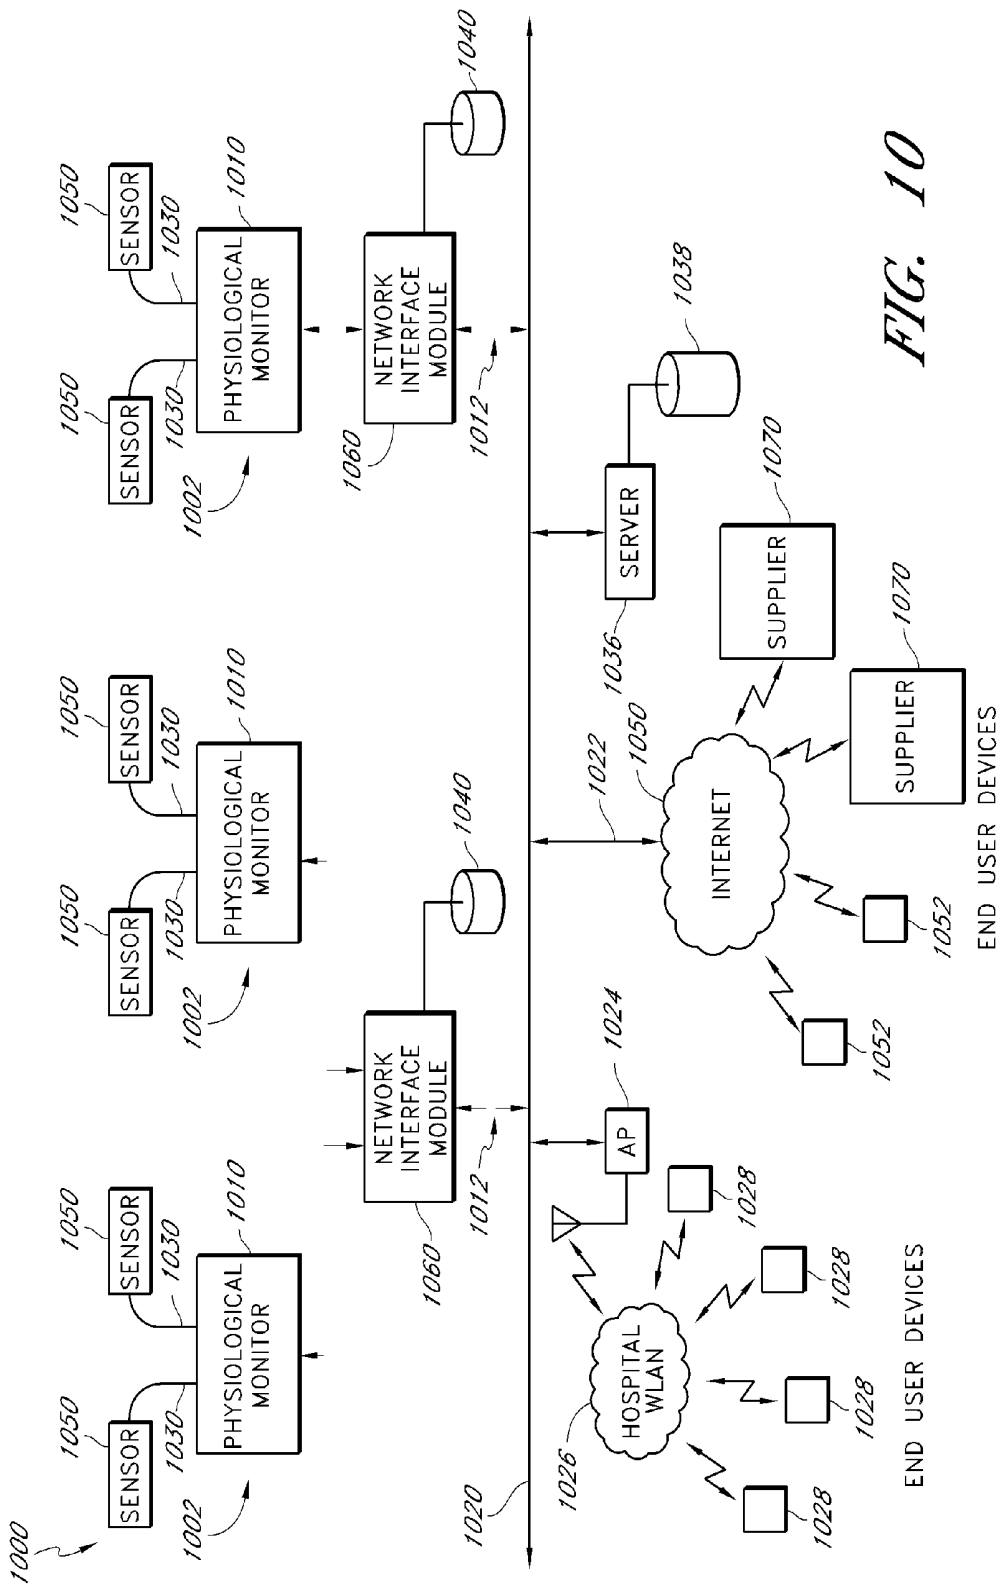 1000
1050
1050
1050
1050
1050
1050
SENSOR
SENSOR
SENSOR
SENSOR
SENSOR
SENSOR
1030
1030
1030
1030
1030
1030
1002
1010
1002
1010
1002
1010
PHYSIOLOGICAL
MONITOR
PHYSIOLOGICAL
MONITOR
PHYSIOLOGICAL
MONITOR
1060
NETWORK
INTERFACE
MODULE
1040
1060
NETWORK
INTERFACE
MODULE
1040
1012
1012
1020
AP
1024
1022
1036
SERVER
1038
1026
HOSPITAL
WLAN
1028
1028
1028
1028
1050
INTERNET
1052
1052
SUPPLIER
1070
SUPPLIER
1070
END USER DEVICES
END USER DEVICES
FIG. 10